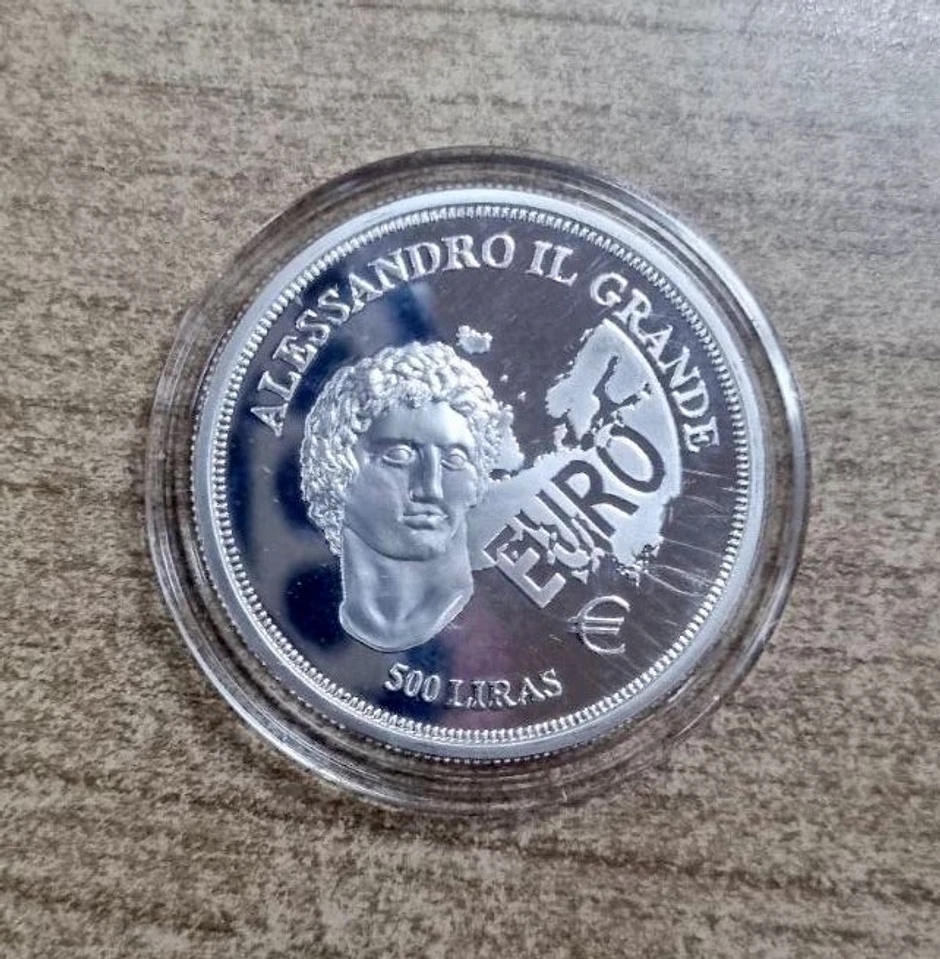 ALESSANDRO IL GRANDE
EURO
€
500 LIRAS